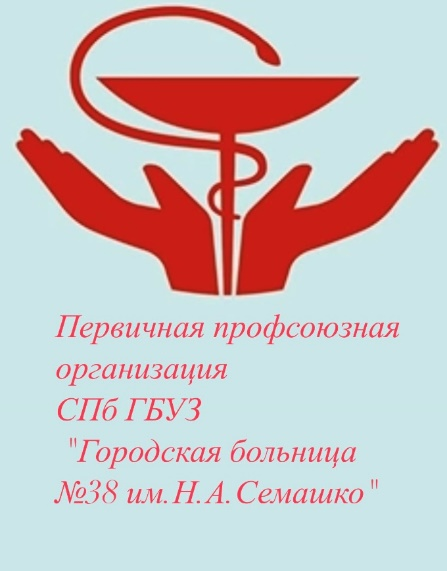 Первичная профсоюзная
организация
СПб ГБУЗ
"Городская больница
№38 им.Н.А.Семашко"